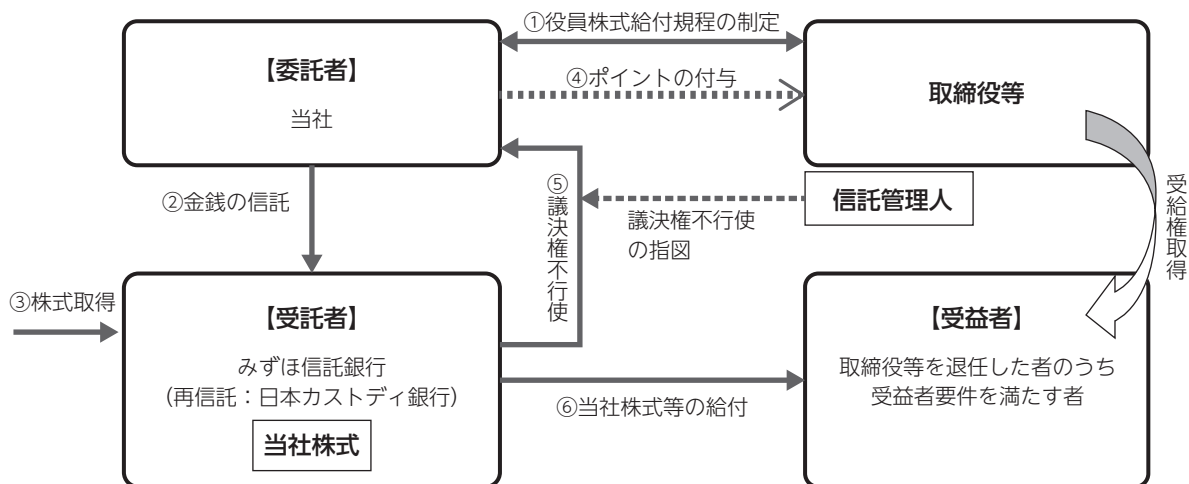 ①役員株式給付規程の制定
【委託者】
当社
④ポイントの付与
取締役等
②金銭の信託
⑤議決権不行使
議決権不行使
の指図
信託管理人
受給権取得
③株式取得
【受託者】
みずほ信託銀行
(再信託：日本カストディ銀行)
当社株式
⑥当社株式等の給付
【受益者】
取締役等を退任した者のうち
受益者要件を満たす者